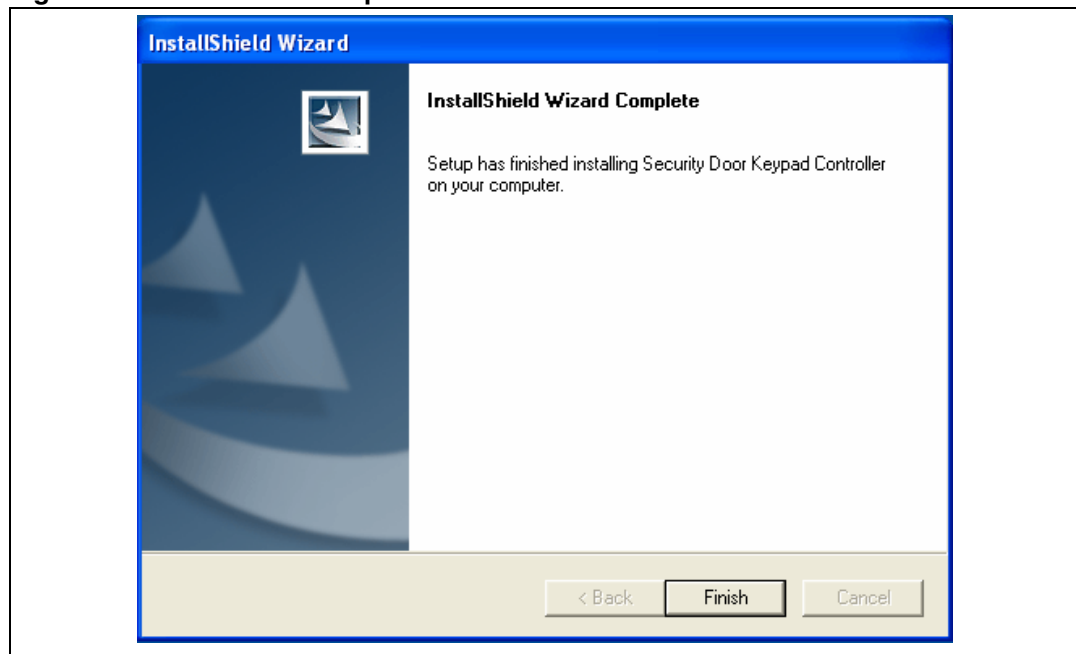 InstallShield Wizard
InstallShield Wizard Complete
Setup has finished installing Security Door Keypad Controller
on your computer.
< Back
Finish
Cancel